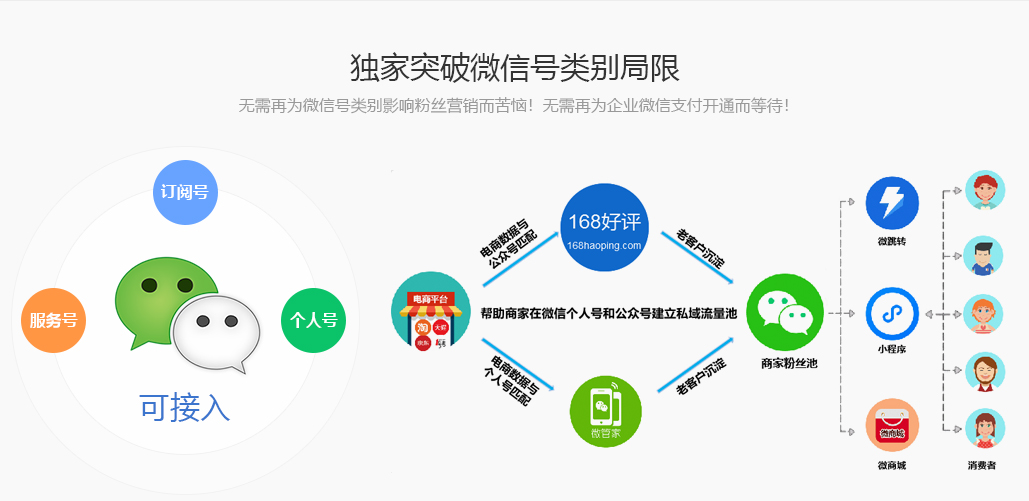 独家突破微信号类别局限
无需再为微信号类别影响粉丝营销而苦恼！无需再为企业微信支付开通而等待！
订阅号
服务号
个人号
可接入
电商平台
淘
天猫
京东
电商数据与
公众号匹配
168好评
168haoping.com
老客户沉淀
帮助商家在微信个人号和公众号建立私域流量池
电商数据与
个人号匹配
微管家
老客户沉淀
商家粉丝池
微跳转
小程序
微商城
微商城
消费者